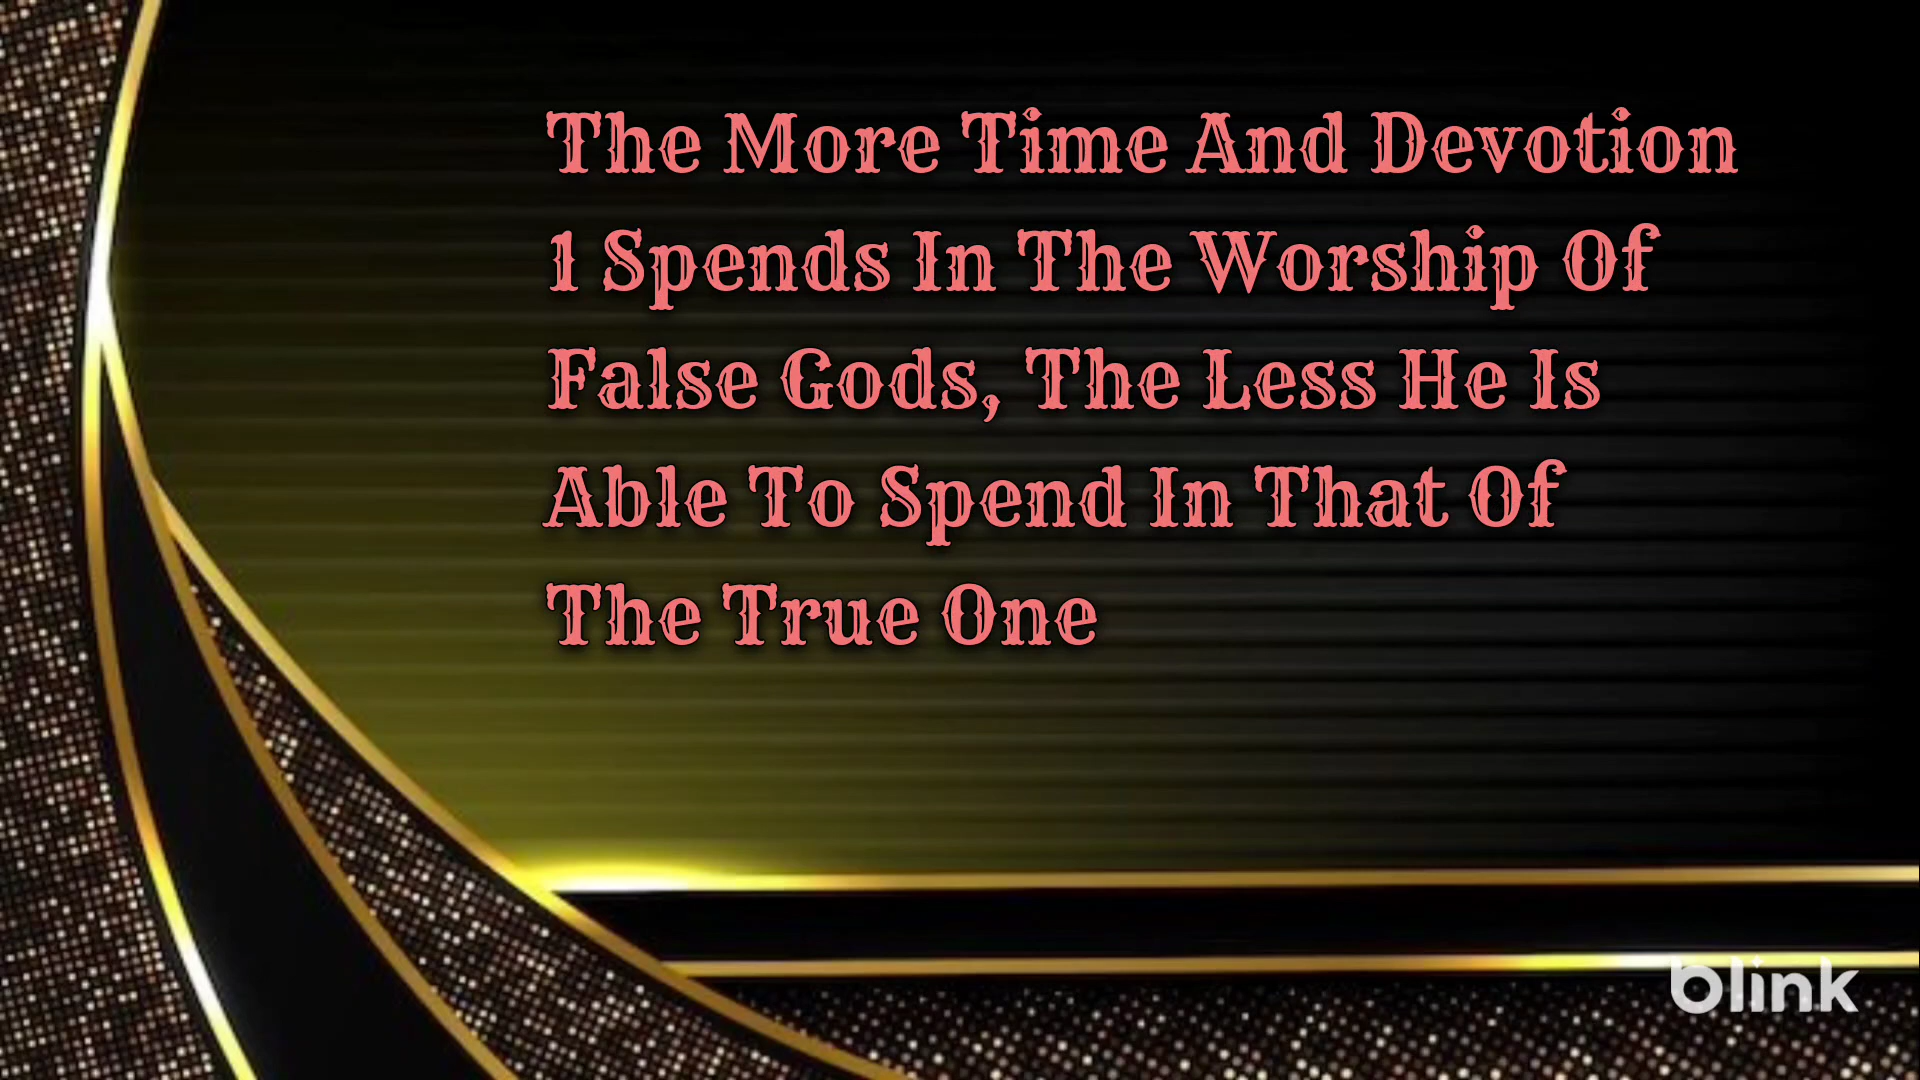 The More Time And Devotion
1 Spends In The Worship Of
False Gods, The Less He Is
Able To Spend In That Of
The True One
blink